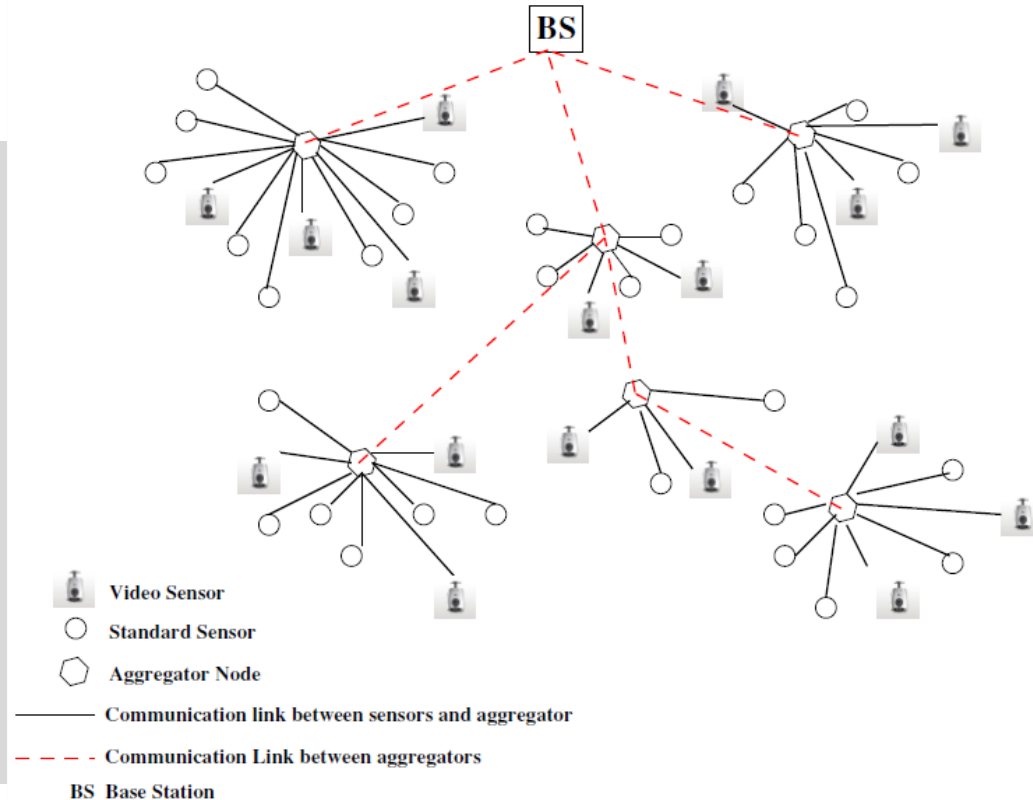 BS
Video Sensor
Standard Sensor
Aggregator Node
Communication link between sensors and aggregator
Communication Link between aggregators
BS Base Station